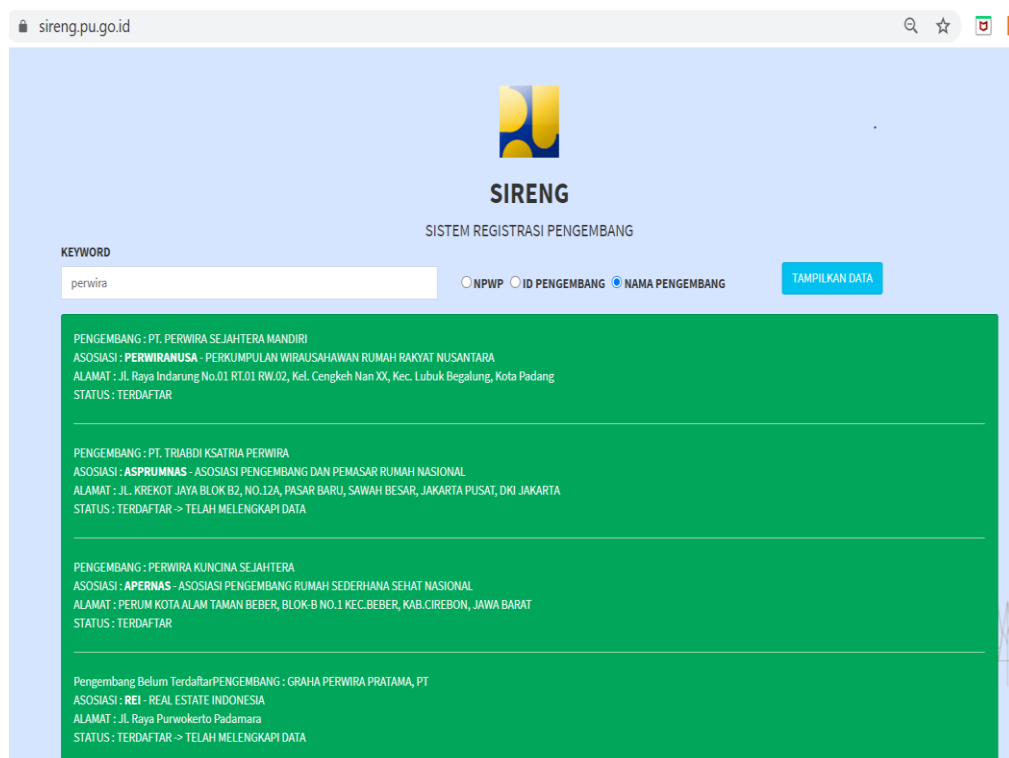 sireng.pu.go.id
SIRENG
SISTEM REGISTRASI PENGEMBANG
KEYWORD
perwira
NPWP ID PENGEMBANG NAMA PENGEMBANG
TAMPILKAN DATA
PENGEMBANG : PT. PERWIRA SEJAHTERA MANDIRI
ASOSIASI : PERWIRANUSA - PERKUMPULAN WIRAUSAHAWAN RUMAH RAKYAT NUSANTARA
ALAMAT : Jl. Raya Indarung No.01 RT.01 RW.02, Kel. Cengkeh Nan XX, Kec. Lubuk Begalung, Kota Padang
STATUS : TERDAFTAR
PENGEMBANG : PT. TRIABDI KSATRIA PERWIRA
ASOSIASI : ASPRUMNAS - ASOSIASI PENGEMBANG DAN PEMASAR RUMAH NASIONAL
ALAMAT : JL. KREKOT JAYA BLOK B2, NO.12A, PASAR BARU, SAWAH BESAR, JAKARTA PUSAT, DKI JAKARTA
STATUS : TERDAFTAR -> TELAH MELENGKAPI DATA
PENGEMBANG : PERWIRA KUNCINA SEJAHTERA
ASOSIASI : APERNAS - ASOSIASI PENGEMBANG RUMAH SEDERHANA SEHAT NASIONAL
ALAMAT : PERUM KOTA ALAM TAMAN BEBER, BLOK-B NO.1 KEC.BEBER, KAB.CIREBON, JAWA BARAT
STATUS : TERDAFTAR
Pengembang Belum TerdaftarPENGEMBANG : GRAHA PERWIRA PRATAMA, PT
ASOSIASI : REI - REAL ESTATE INDONESIA
ALAMAT : Jl. Raya Purwokerto Padamara
STATUS : TERDAFTAR -> TELAH MELENGKAPI DATA